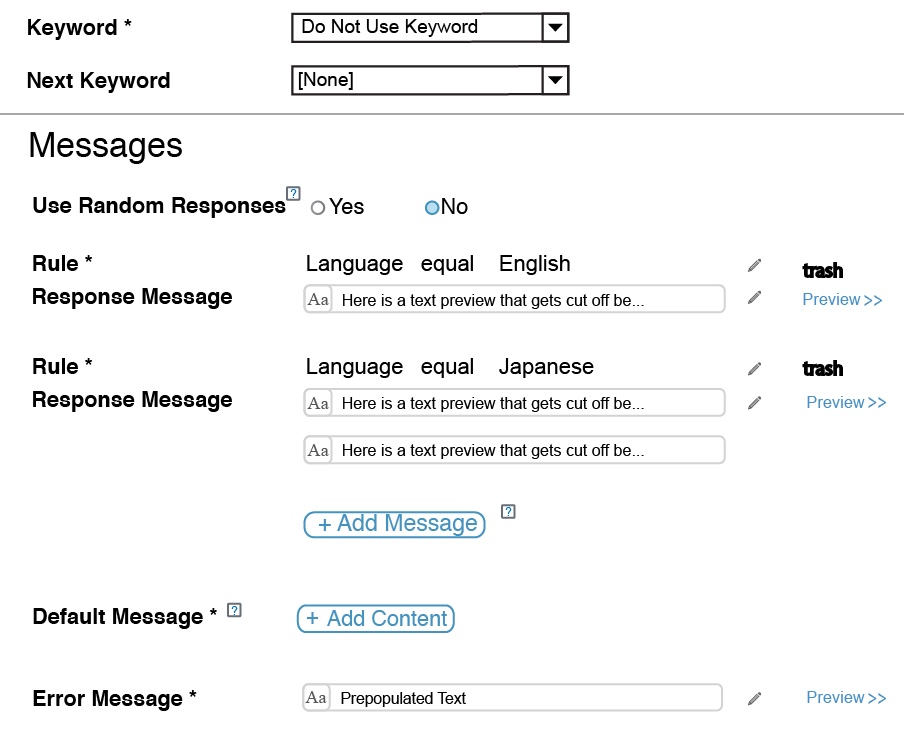 Keyword * Do Not Use Keyword
Next Keyword [None]
Messages
Use Random Responses ? Yes No
Rule * Language equal English trash
Response Message Aa Here is a text preview that gets cut off be... Preview >>
Rule * Language equal Japanese trash
Response Message Aa Here is a text preview that gets cut off be... Preview >>
Aa Here is a text preview that gets cut off be...
+ Add Message ?
Default Message * ? + Add Content
Error Message * Aa Prepopulated Text Preview >>